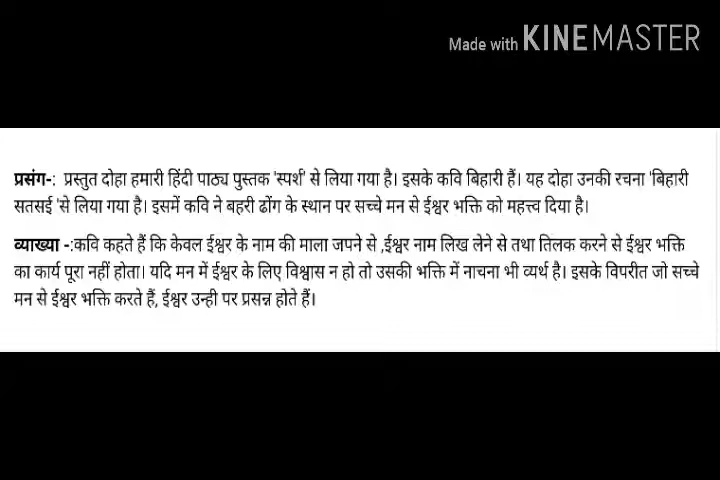 Made with KINEMASTER
प्रसंग-: प्रस्तुत दोहा हमारी हिंदी पाठ्य पुस्तक 'स्पर्श' से लिया गया है। इसके कवि बिहारी हैं। यह दोहा उनकी रचना 'बिहारी
सतसई 'से लिया गया है। इसमें कवि ने बहरी ढोंग के स्थान पर सच्चे मन से ईश्वर भक्ति को महत्त्व दिया है।
व्याख्या -:कवि कहते हैं कि केवल ईश्वर के नाम की माला जपने से ,ईश्वर नाम लिख लेने से तथा तिलक करने से ईश्वर भक्ति
का कार्य पूरा नहीं होता। यदि मन में ईश्वर के लिए विश्वास न हो तो उसकी भक्ति में नाचना भी व्यर्थ है। इसके विपरीत जो सच्चे
मन से ईश्वर भक्ति करते हैं, ईश्वर उन्ही पर प्रसन्न होते हैं।